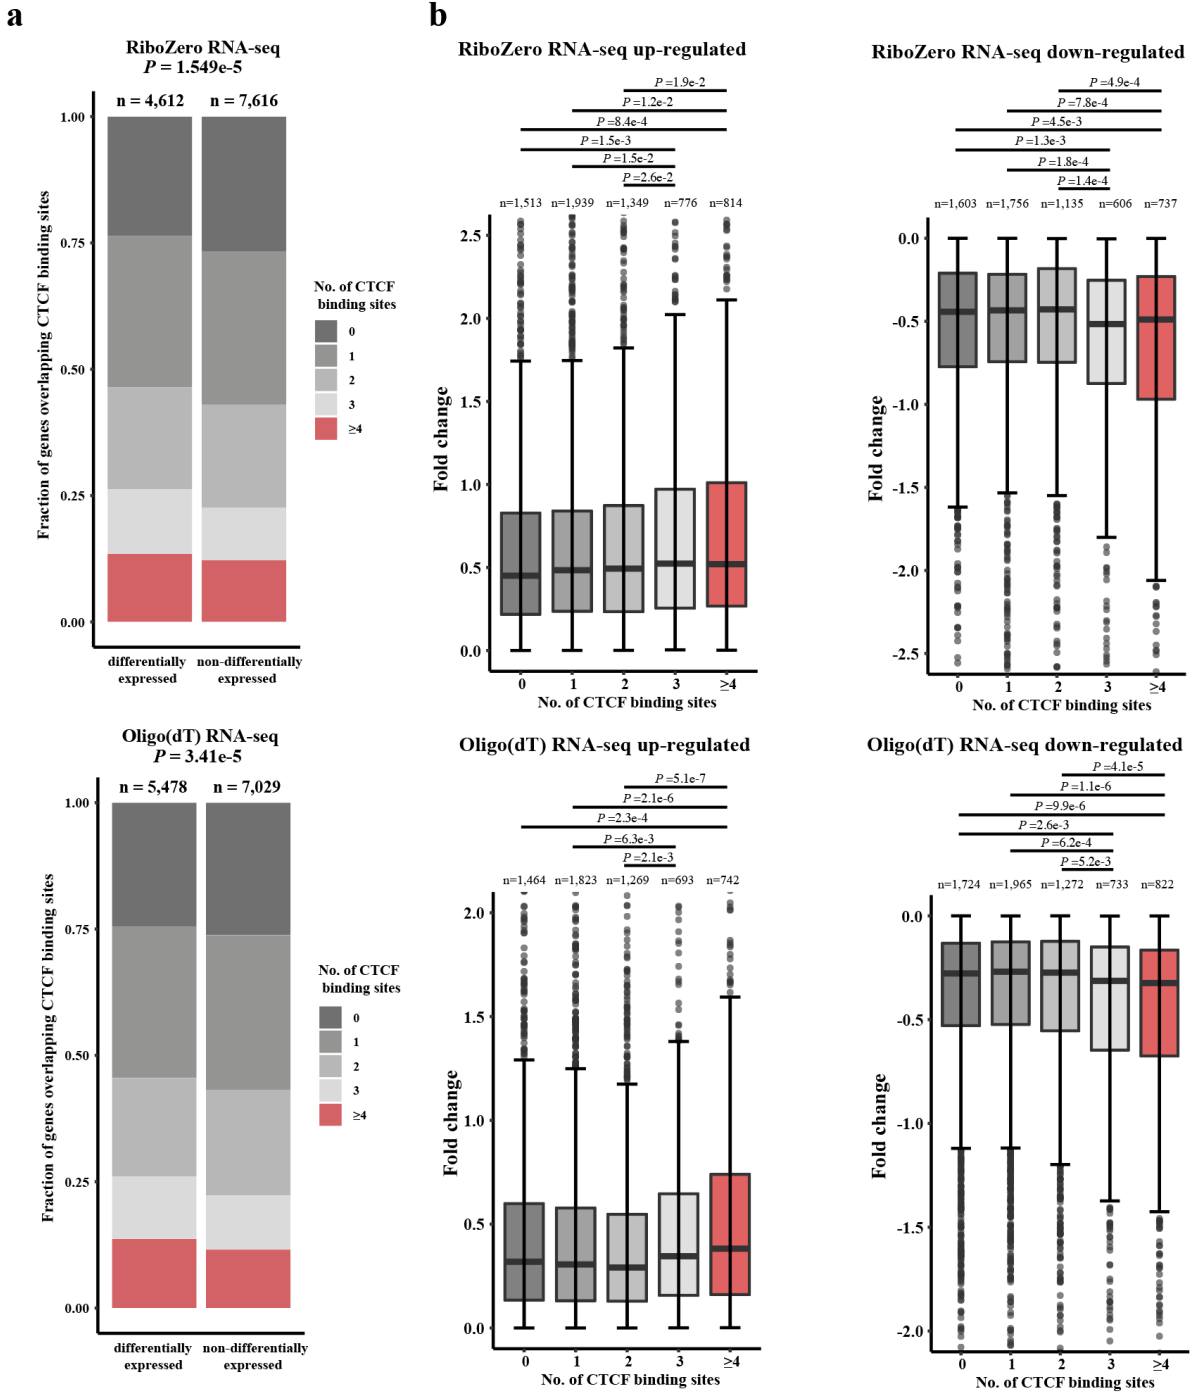 a
RiboZero RNA-seq
P = 1.549e-5
n = 4,612 n = 7,616
Fraction of genes overlapping CTCF binding sites
1.00
0.75
0.50
0.25
0.00
differentially expressed
non-differentially expressed
No. of CTCF
binding sites
0
1
2
3
≥4
b
RiboZero RNA-seq up-regulated
P =1.9e-2
P =1.2e-2
P =8.4e-4
P =1.5e-3
P =1.5e-2
P =2.6e-2
n=1,513 n=1,939 n=1,349 n=776 n=814
Fold change
2.5
2.0
1.5
1.0
0.5
0.0
0 1 2 3 ≥4
No. of CTCF binding sites
RiboZero RNA-seq down-regulated
P =4.9e-4
P =7.8e-4
P =4.5e-3
P =1.3e-3
P =1.8e-4
P =1.4e-4
n=1,603 n=1,756 n=1,135 n=606 n=737
Fold change
0.0
-0.5
-1.0
-1.5
-2.0
-2.5
0 1 2 3 ≥4
No. of CTCF binding sites
Oligo(dT) RNA-seq
P = 3.41e-5
n = 5,478 n = 7,029
Fraction of genes overlapping CTCF binding sites
1.00
0.75
0.50
0.25
0.00
differentially expressed
non-differentially expressed
No. of CTCF
binding sites
0
1
2
3
≥4
Oligo(dT) RNA-seq up-regulated
P =5.1e-7
P =2.1e-6
P =2.3e-4
P =6.3e-3
P =2.1e-3
n=1,464 n=1,823 n=1,269 n=693 n=742
Fold change
2.0
1.5
1.0
0.5
0.0
0 1 2 3 ≥4
No. of CTCF binding sites
Oligo(dT) RNA-seq down-regulated
P =4.1e-5
P =1.1e-6
P =9.9e-6
P =2.6e-3
P =6.2e-4
P =5.2e-3
n=1,724 n=1,965 n=1,272 n=733 n=822
Fold change
0.0
-0.5
-1.0
-1.5
-2.0
0 1 2 3 ≥4
No. of CTCF binding sites